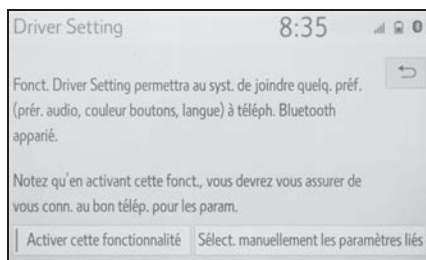 Driver Setting 8:35 0
Fonct. Driver Setting permettra au syst. de joindre quelq. préf.
(prér. audio, couleur boutons, langue) à téléph. Bluetooth
apparié.
Notez qu'en activant cette fonct., vous devrez vous assurer de
vous conn. au bon télép. pour les param.
Activer cette fonctionnalité Sélect. manuellement les paramètres liés